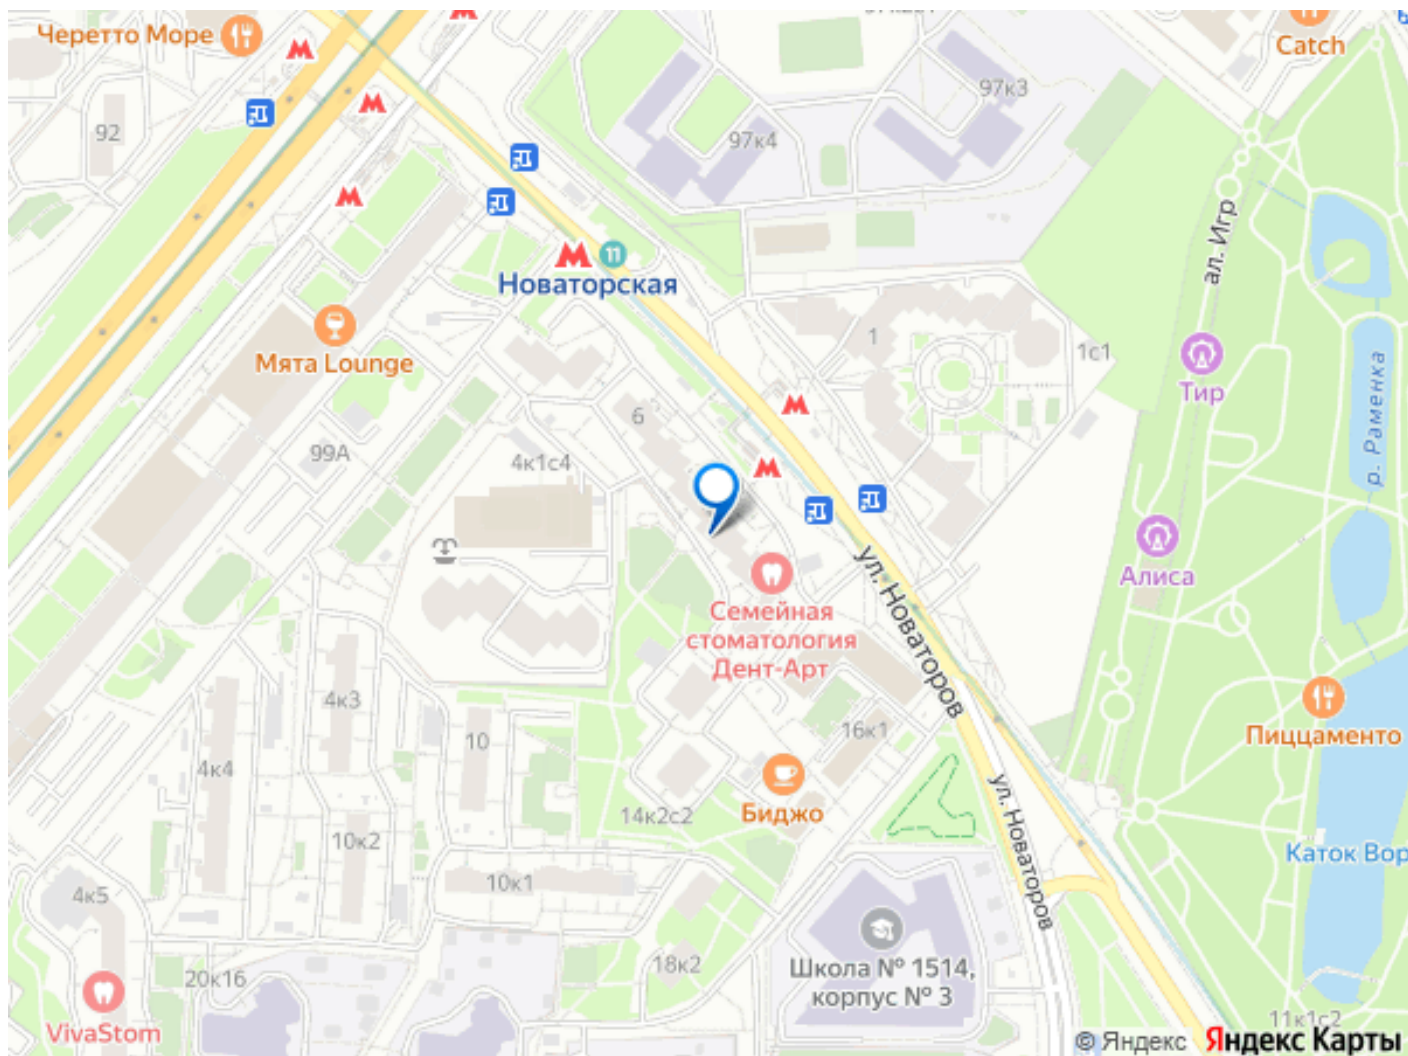 Черетто Море
Catch
97к3
92
97к4
ал. Игр
11
Новаторская
1
1с1
Мята Lounge
Тир
р. Раменка
6
99А
4к1с4
ул. Новаторов
Алиса
Семейная
стоматология
Дент-Арт
4к3
10
16к1
Пиццаменто
4к4
ул. Новаторов
14к2с2
Биджо
10к2
Каток Вор
4к5
10к1
20к16
18к2
Школа № 1514,
корпус № 3
VivaStom
11к1с2
© Яндекс Яндекс Карты